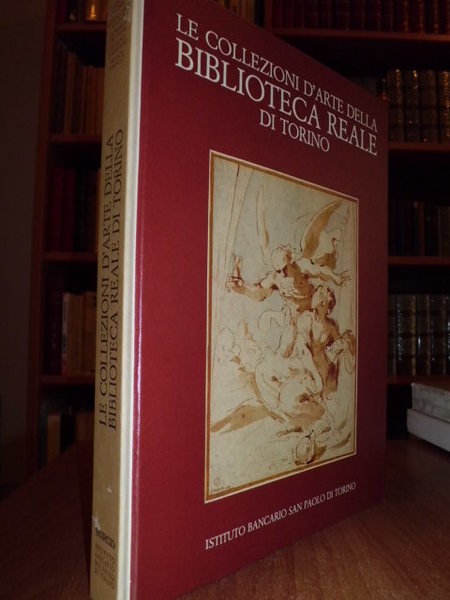 LE COLLEZIONI D'ARTE DELLA
BIBLIOTECA REALE
DI TORINO
ISTITUTO BANCARIO SAN PAOLO DI TORINO
LE COLLEZIONI D'ARTE DELLA
BIBLIOTECA REALE DI TORINO